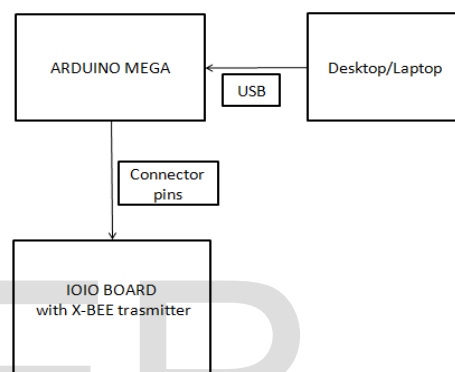 ARDUINO MEGA
Desktop/Laptop
USB
Connector
pins
IOIO BOARD
with X-BEE trasmitter